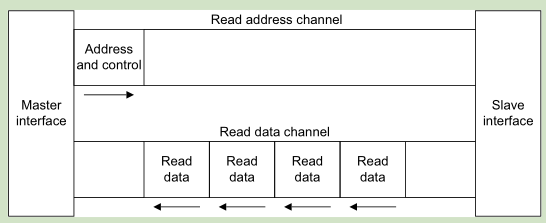 Read address channel
Address
and control
Master
interface
Slave
interface
Read data channel
Read
data
Read
data
Read
data
Read
data